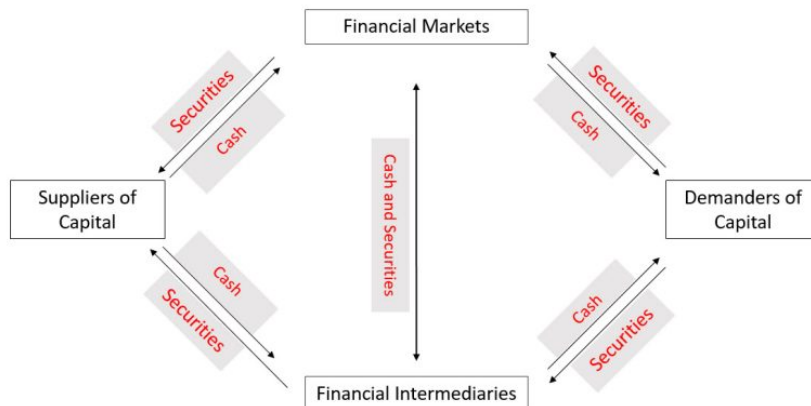 Financial Markets
Securities
Cash
Securities
Cash
Suppliers of
Capital
Cash and Securities
Demanders of
Capital
Cash
Securities
Cash
Securities
Financial Intermediaries